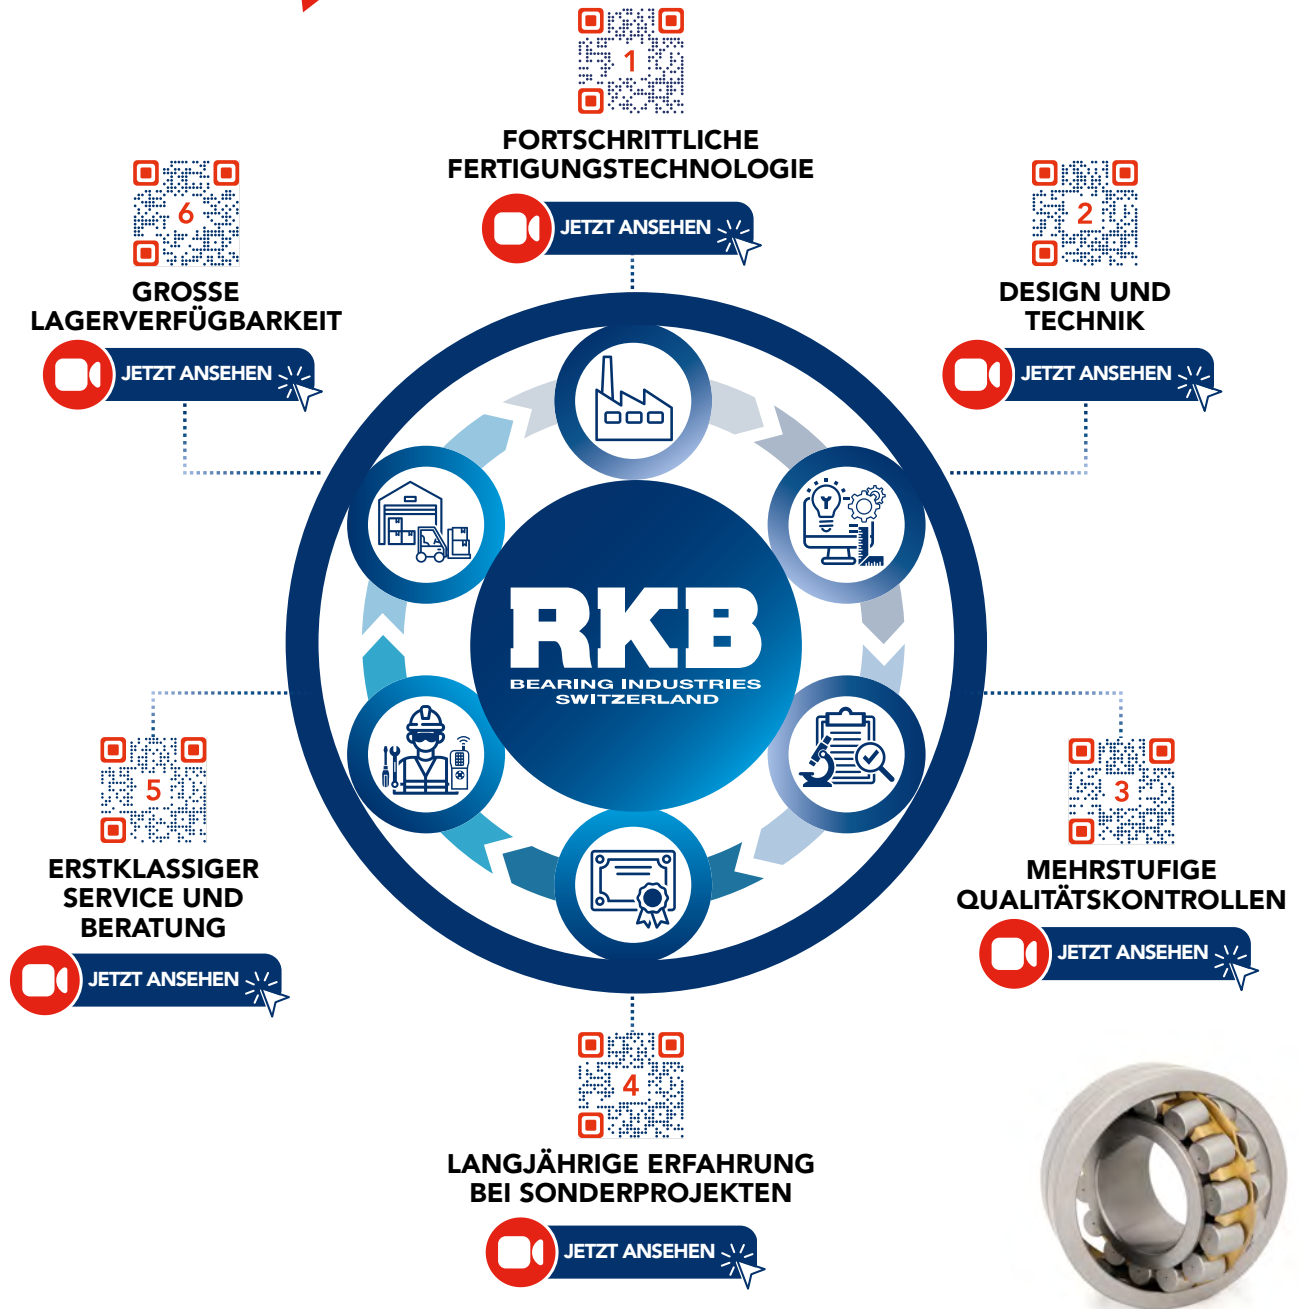 1
FORTSCHRITTLICHE
FERTIGUNGSTECHNOLOGIE
JETZT ANSEHEN
2
DESIGN UND
TECHNIK
JETZT ANSEHEN
3
MEHRSTUFIGE
QUALITÄTSKONTROLLEN
JETZT ANSEHEN
4
LANGJÄHRIGE ERFAHRUNG
BEI SONDERPROJEKTEN
JETZT ANSEHEN
5
ERSTKLASSIGER
SERVICE UND
BERATUNG
JETZT ANSEHEN
6
GROSSE
LAGERVERFÜGBARKEIT
JETZT ANSEHEN
RKB
BEARING INDUSTRIES
SWITZERLAND